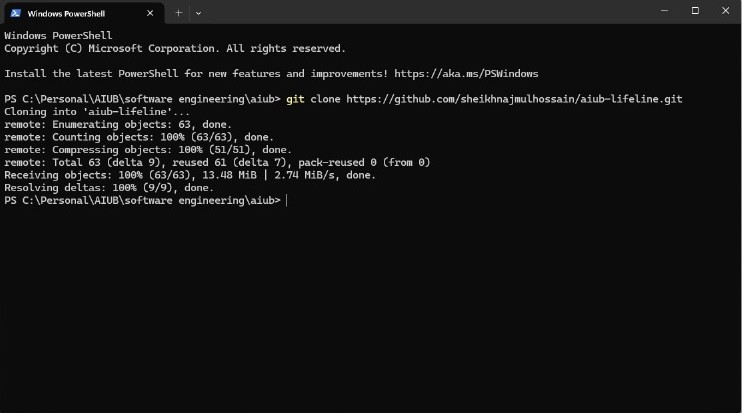 Windows PowerShell
Windows PowerShell
Copyright (C) Microsoft Corporation. All rights reserved.
Install the latest PowerShell for new features and improvements! https://aka.ms/PSWindows
PS C:\Personal\AIUB\software engineering\aiub> git clone https://github.com/sheikhnajmulhossain/aiub-lifeline.git
Cloning into 'aiub-lifeline'...
remote: Enumerating objects: 63, done.
remote: Counting objects: 100% (63/63), done.
remote: Compressing objects: 100% (51/51), done.
remote: Total 63 (delta 9), reused 61 (delta 7), pack-reused 0 (from 0)
Receiving objects: 100% (63/63), 13.48 MiB | 2.74 MiB/s, done.
Resolving deltas: 100% (9/9), done.
PS C:\Personal\AIUB\software engineering\aiub>